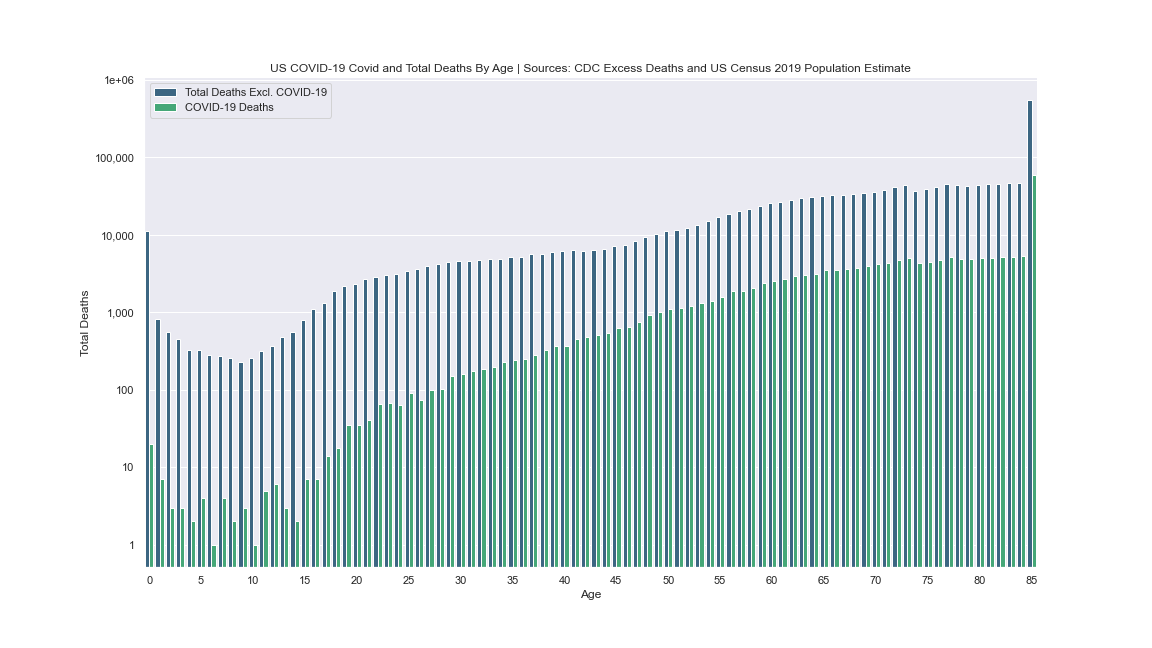 US COVID-19 Covid and Total Deaths By Age | Sources: CDC Excess Deaths and US Census 2019 Population Estimate
Total Deaths Excl. COVID-19
COVID-19 Deaths
1e+06
100,000
10,000
1,000
100
10
1
Total Deaths
0 5 10 15 20 25 30 35 40 45 50 55 60 65 70 75 80 85
Age